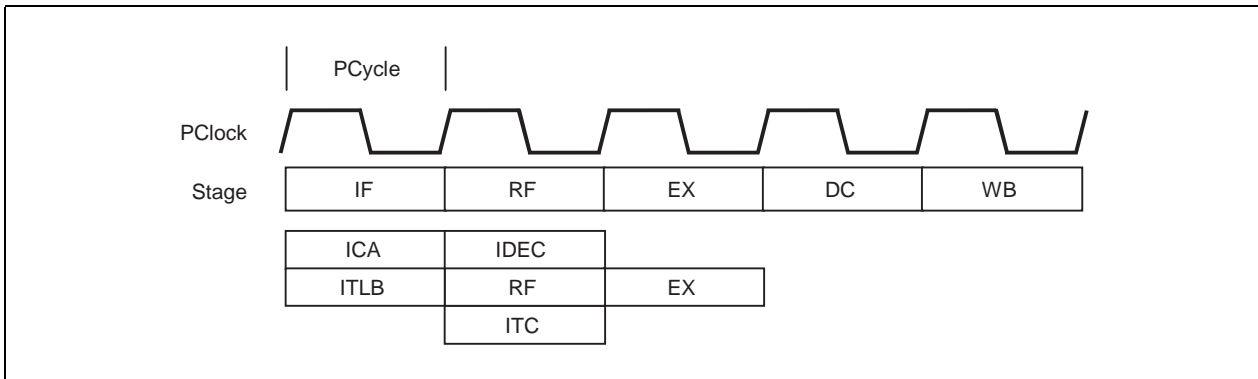 PCycle
PClock
Stage IF RF EX DC WB
ICA IDEC
ITLB RF EX
ITC